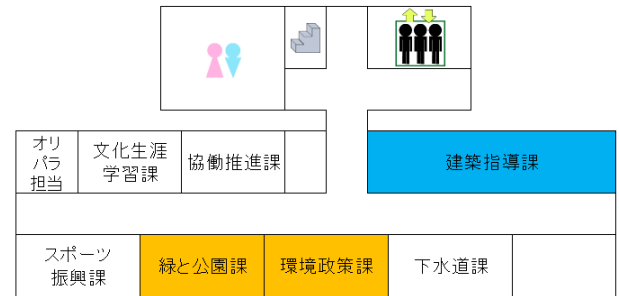 オリ
パラ
担当
文化生涯
学習課
協働推進課
建築指導課
スポーツ
振興課
緑と公園課
環境政策課
下水道課